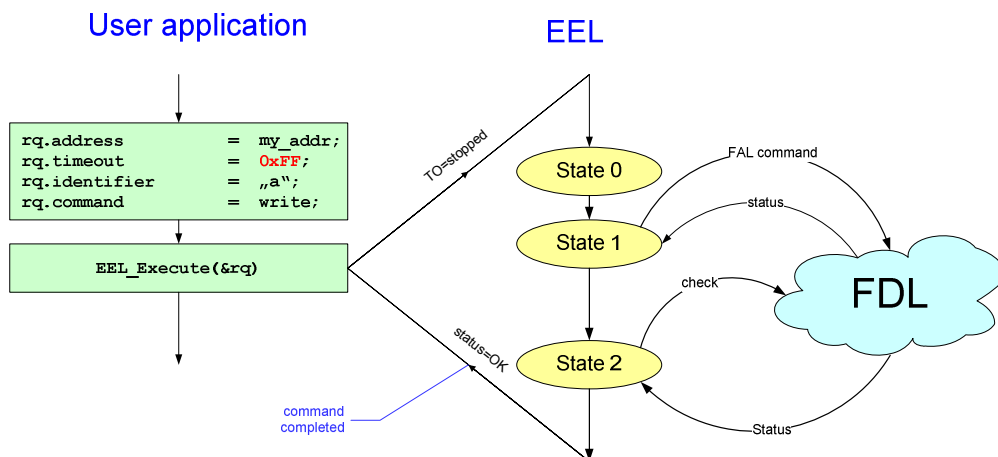 User application
EEL
rq.address = my_addr;
rq.timeout = 0xFF;
rq.identifier = „a“;
rq.command = write;
EEL_Execute(&rq)
TO=stopped
status=OK
command
completed
State 0
State 1
State 2
FAL command
status
check
Status
FDL